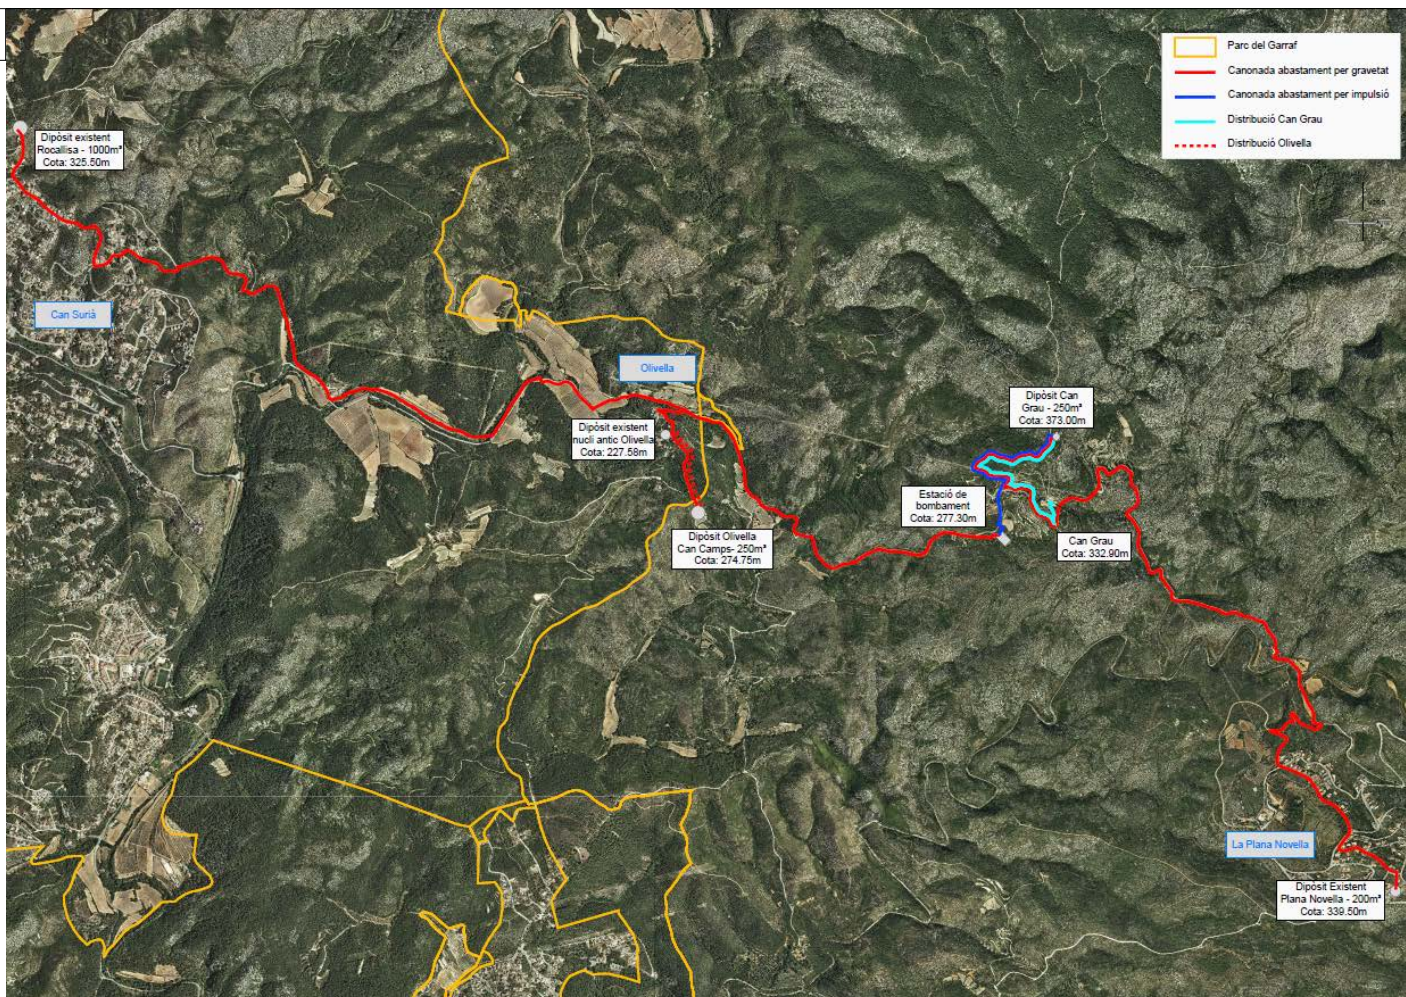 Parc del Garraf
Canonada abastament per gravetat
Canonada abastament per impulsió
Distribució Can Grau
Distribució Olivella
Dipòsit existent
Rocallisa - 1000m³
Cota: 325.50m
Can Surià
Olivella
Dipòsit existent
nucli antic Olivella
Cota: 227.58m
Dipòsit Can
Grau - 250m³
Cota: 373.00m
Estació de
bombament
Cota: 277.30m
Dipòsit Olivella
Can Camps- 250m³
Cota: 274.75m
Can Grau
Cota: 332.90m
La Plana Novella
Dipòsit Existent
Plana Novella - 200m³
Cota: 339.50m